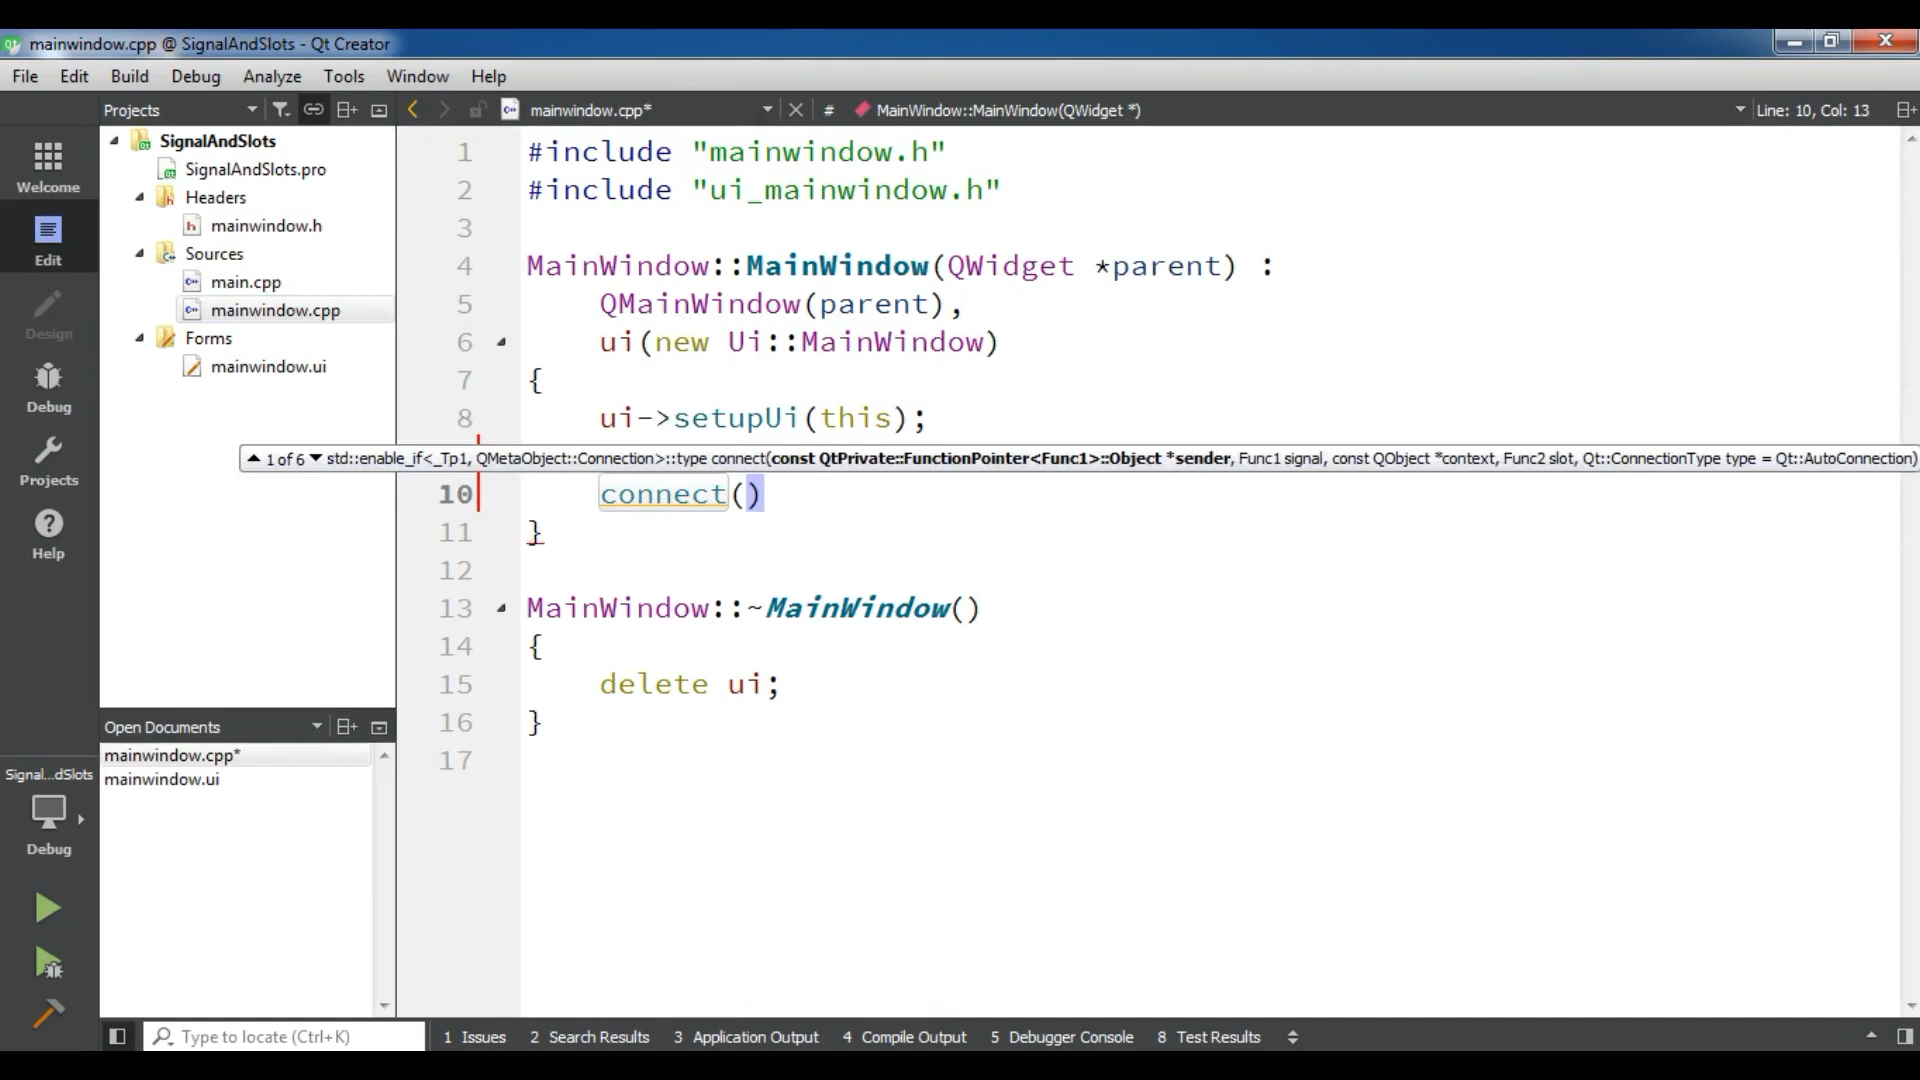 mainwindow.cpp @ SignalAndSlots - Qt Creator
File Edit Build Debug Analyze Tools Window Help
Projects
mainwindow.cpp*
# MainWindow::MainWindow(QWidget *)
Line: 10, Col: 13
Welcome
Edit
Design
Debug
Projects
Help
SignalAndSlots
SignalAndSlots.pro
Headers
mainwindow.h
Sources
main.cpp
mainwindow.cpp
Forms
mainwindow.ui
1 #include "mainwindow.h"
2 #include "ui_mainwindow.h"
3
4 MainWindow::MainWindow(QWidget *parent) :
5 QMainWindow(parent),
6 ui(new Ui::MainWindow)
7 {
8 ui->setupUi(this);
1 of 6 std::enable_if<_Tp1, QMetaObject::Connection>::type connect(const QtPrivate::FunctionPointer<Func1>::Object *sender, Func1 signal, const QObject *context, Func2 slot, Qt::ConnectionType type = Qt::AutoConnection)
10 connect()
11 }
12
13 MainWindow::~MainWindow()
14 {
15 delete ui;
16 }
17
Open Documents
mainwindow.cpp*
mainwindow.ui
Signal...dSlots
Debug
Type to locate (Ctrl+K)
1 Issues 2 Search Results 3 Application Output 4 Compile Output 5 Debugger Console 8 Test Results